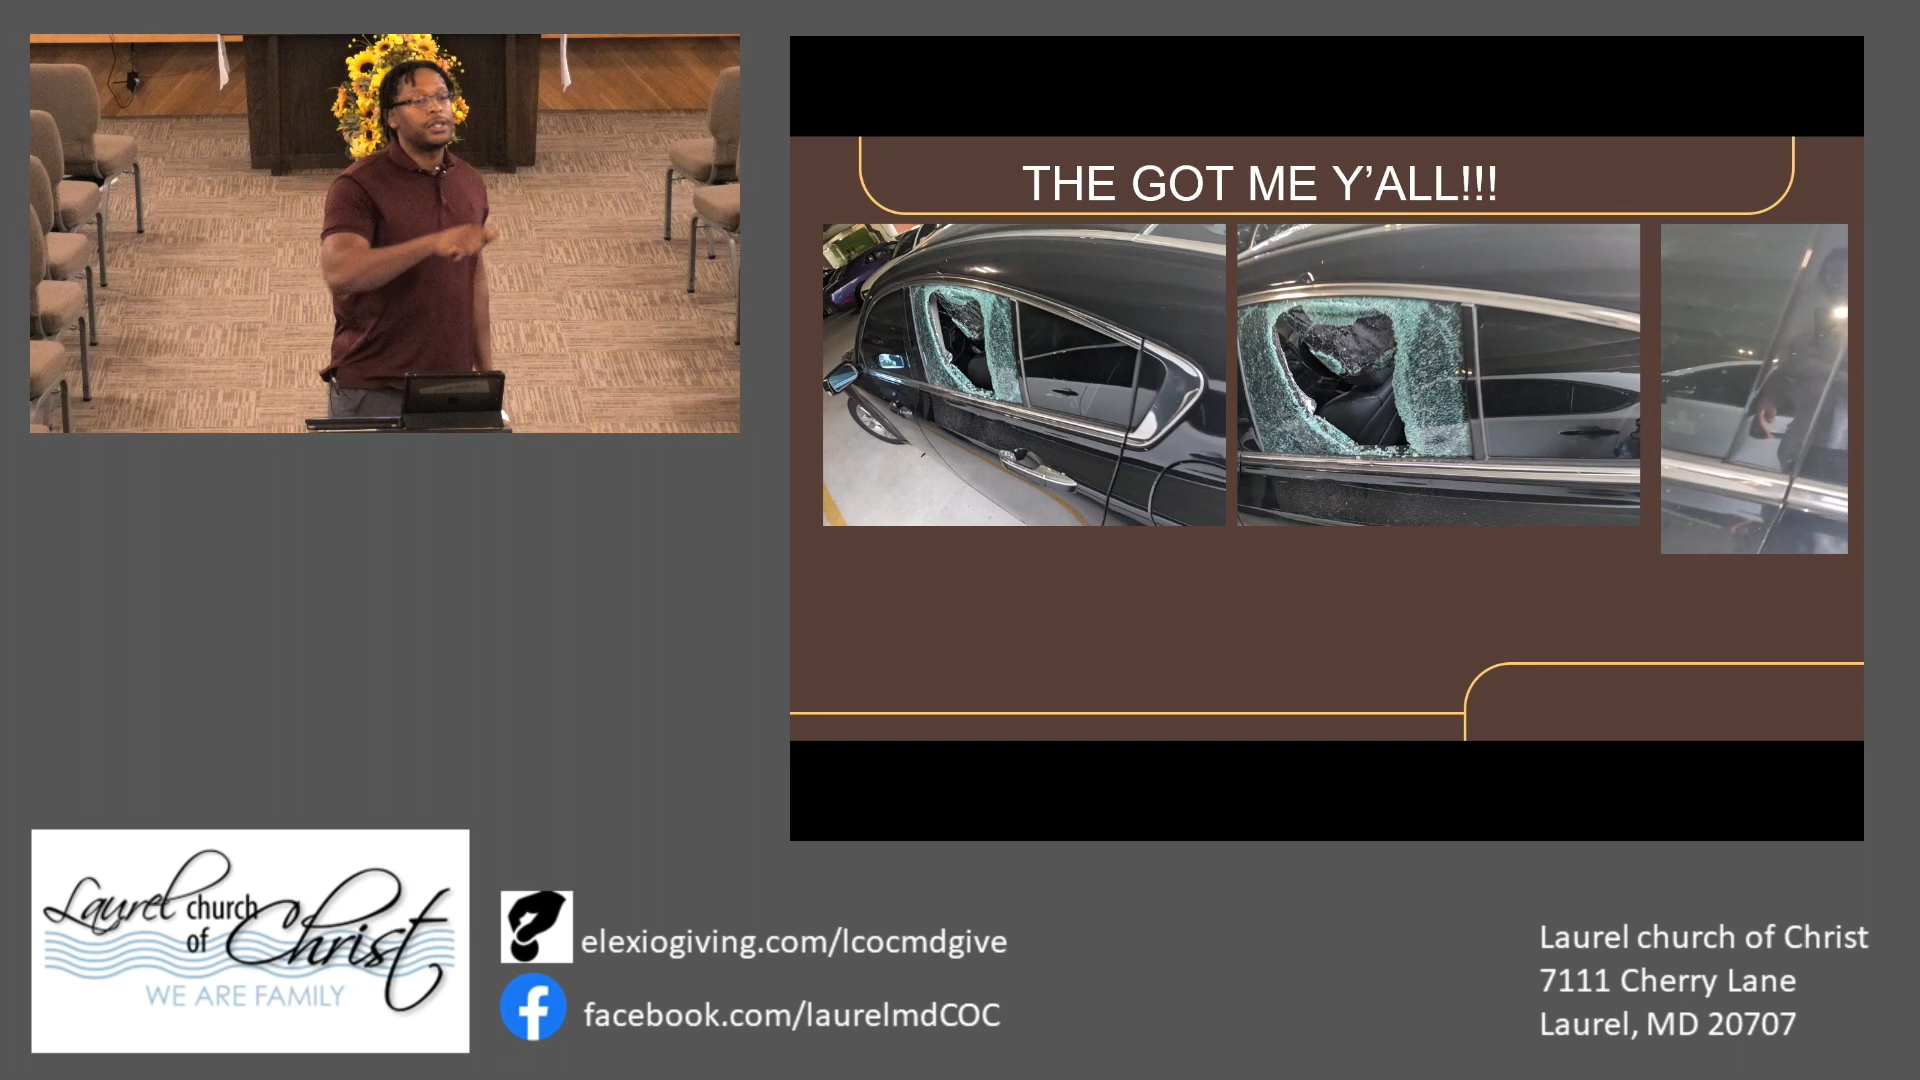 THE GOT ME Y’ALL!!!
Laurel church
of Christ
WE ARE FAMILY
elexiogiving.com/lcocmdgive
facebook.com/laurelmdCOC
Laurel church of Christ
7111 Cherry Lane
Laurel, MD 20707